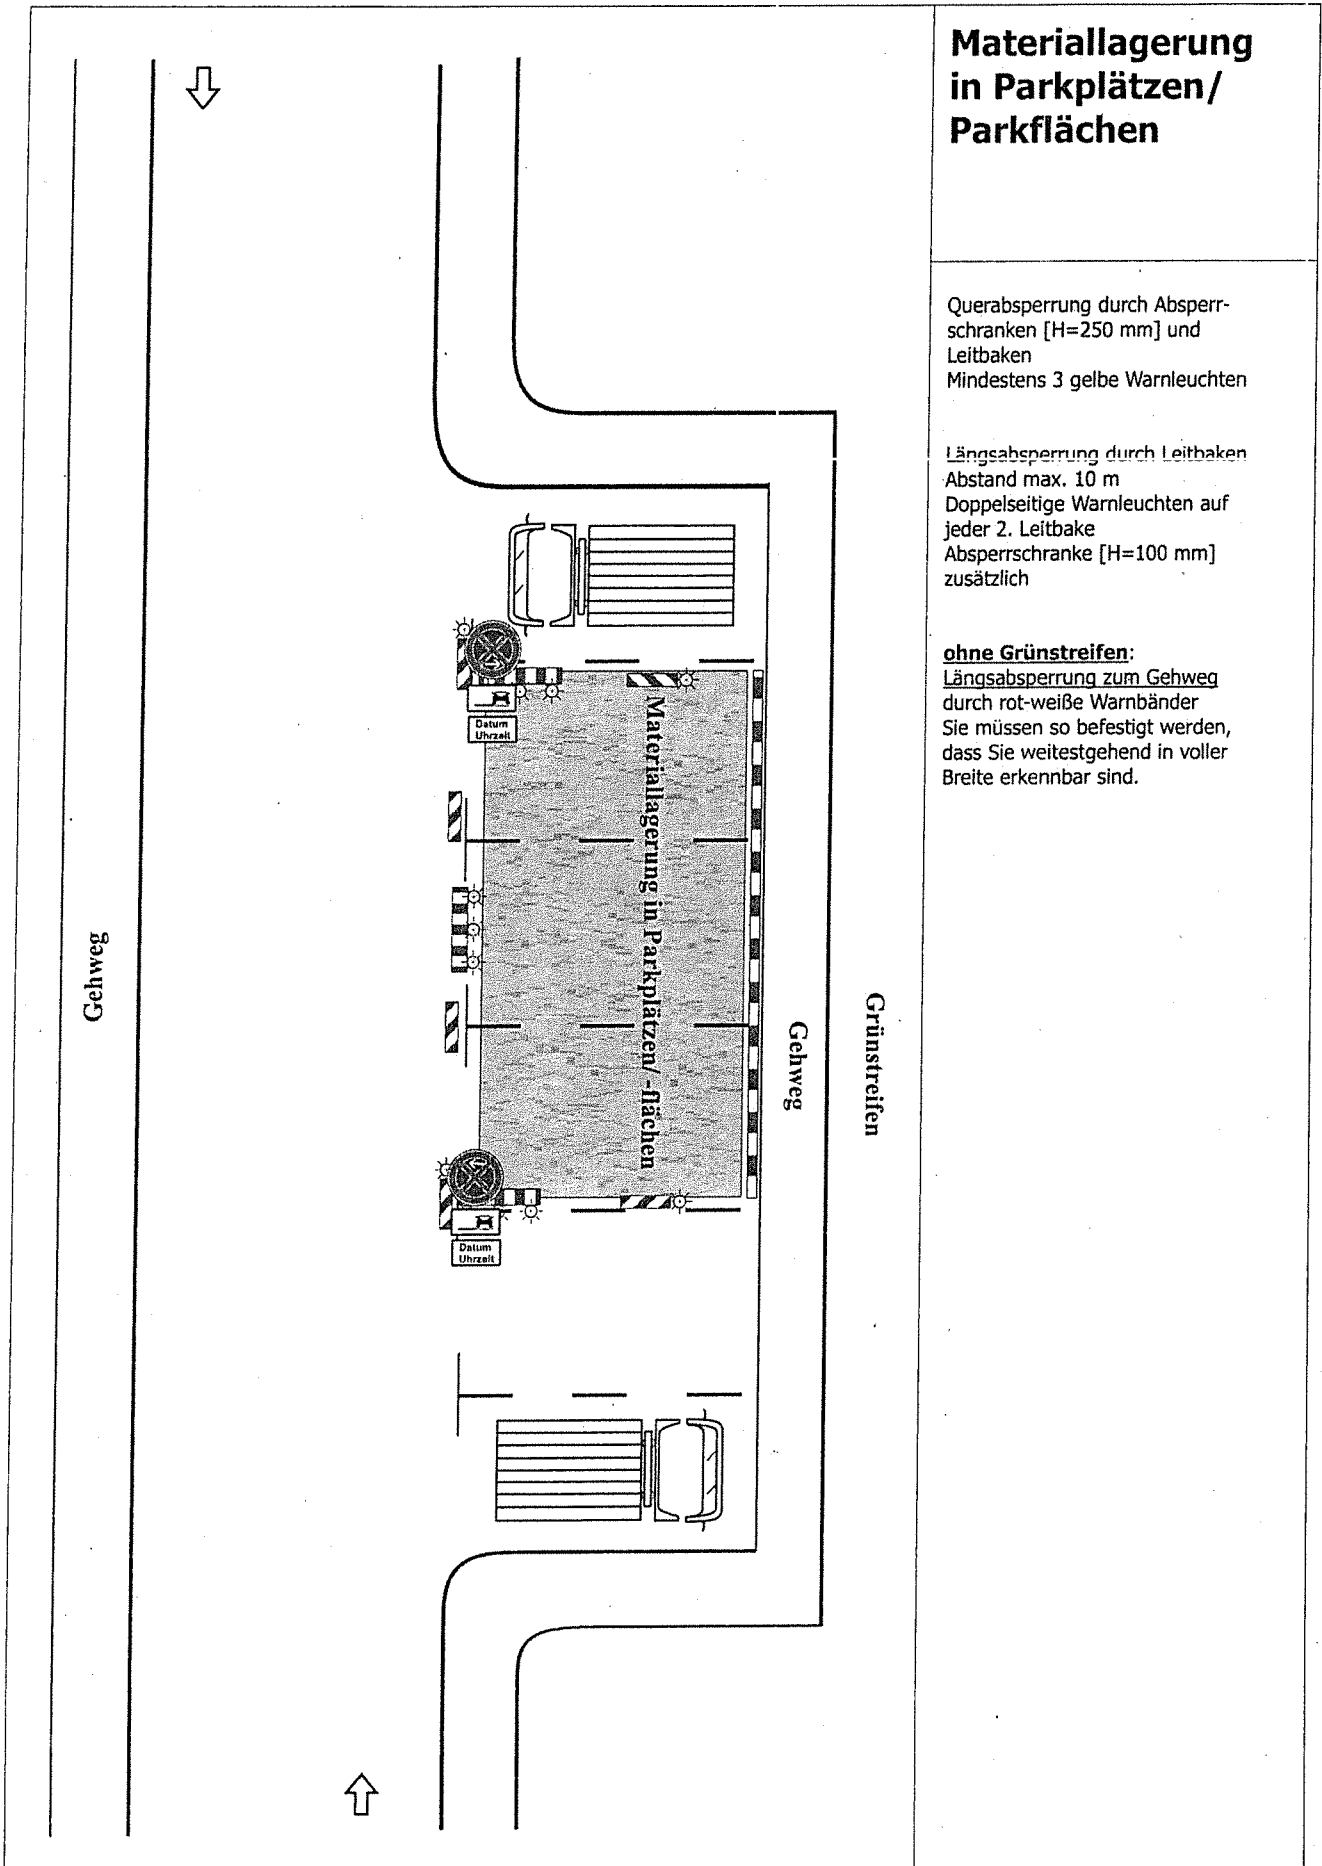 Materiallagerung
in Parkplätzen/
Parkflächen
Querabsperrung durch Absperr-
schranken [H=250 mm] und
Leitbaken
Mindestens 3 gelbe Warnleuchten
Längsabsperrung durch Leitbaken
Abstand max. 10 m
Doppelseitige Warnleuchten auf
jeder 2. Leitbake
Absperrschranke [H=100 mm]
zusätzlich
ohne Grünstreifen:
Längsabsperrung zum Gehweg
durch rot-weiße Warnbänder
Sie müssen so befestigt werden,
dass Sie weitestgehend in voller
Breite erkennbar sind.
Datum
Uhrzeit
Materiallagerung in Parkplätzen/ -flächen
Gehweg
Gehweg
Grünstreifen
Datum
Uhrzeit